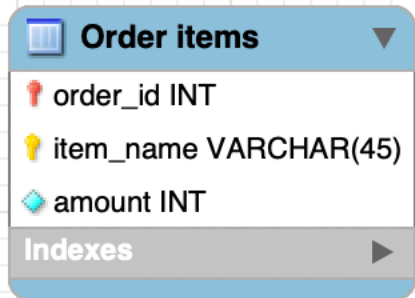 Order items
order_id INT
item_name VARCHAR(45)
amount INT
Indexes